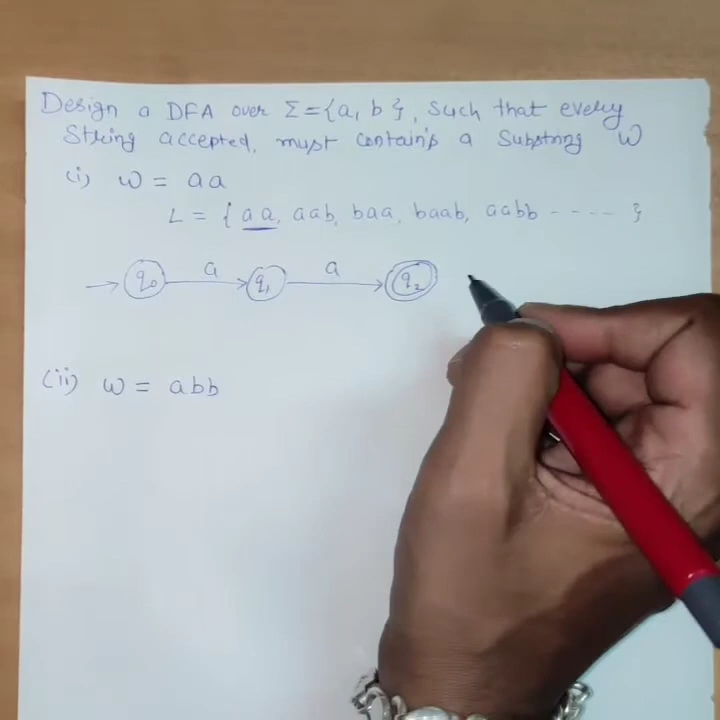 Design a DFA over Σ={a, b}, such that every
string accepted, must contain's a substring w
(i) w = aa
L = {aa, aab, baa, baab, aabb ----- }
q₀ a q₁ a q₂
(ii) w = abb